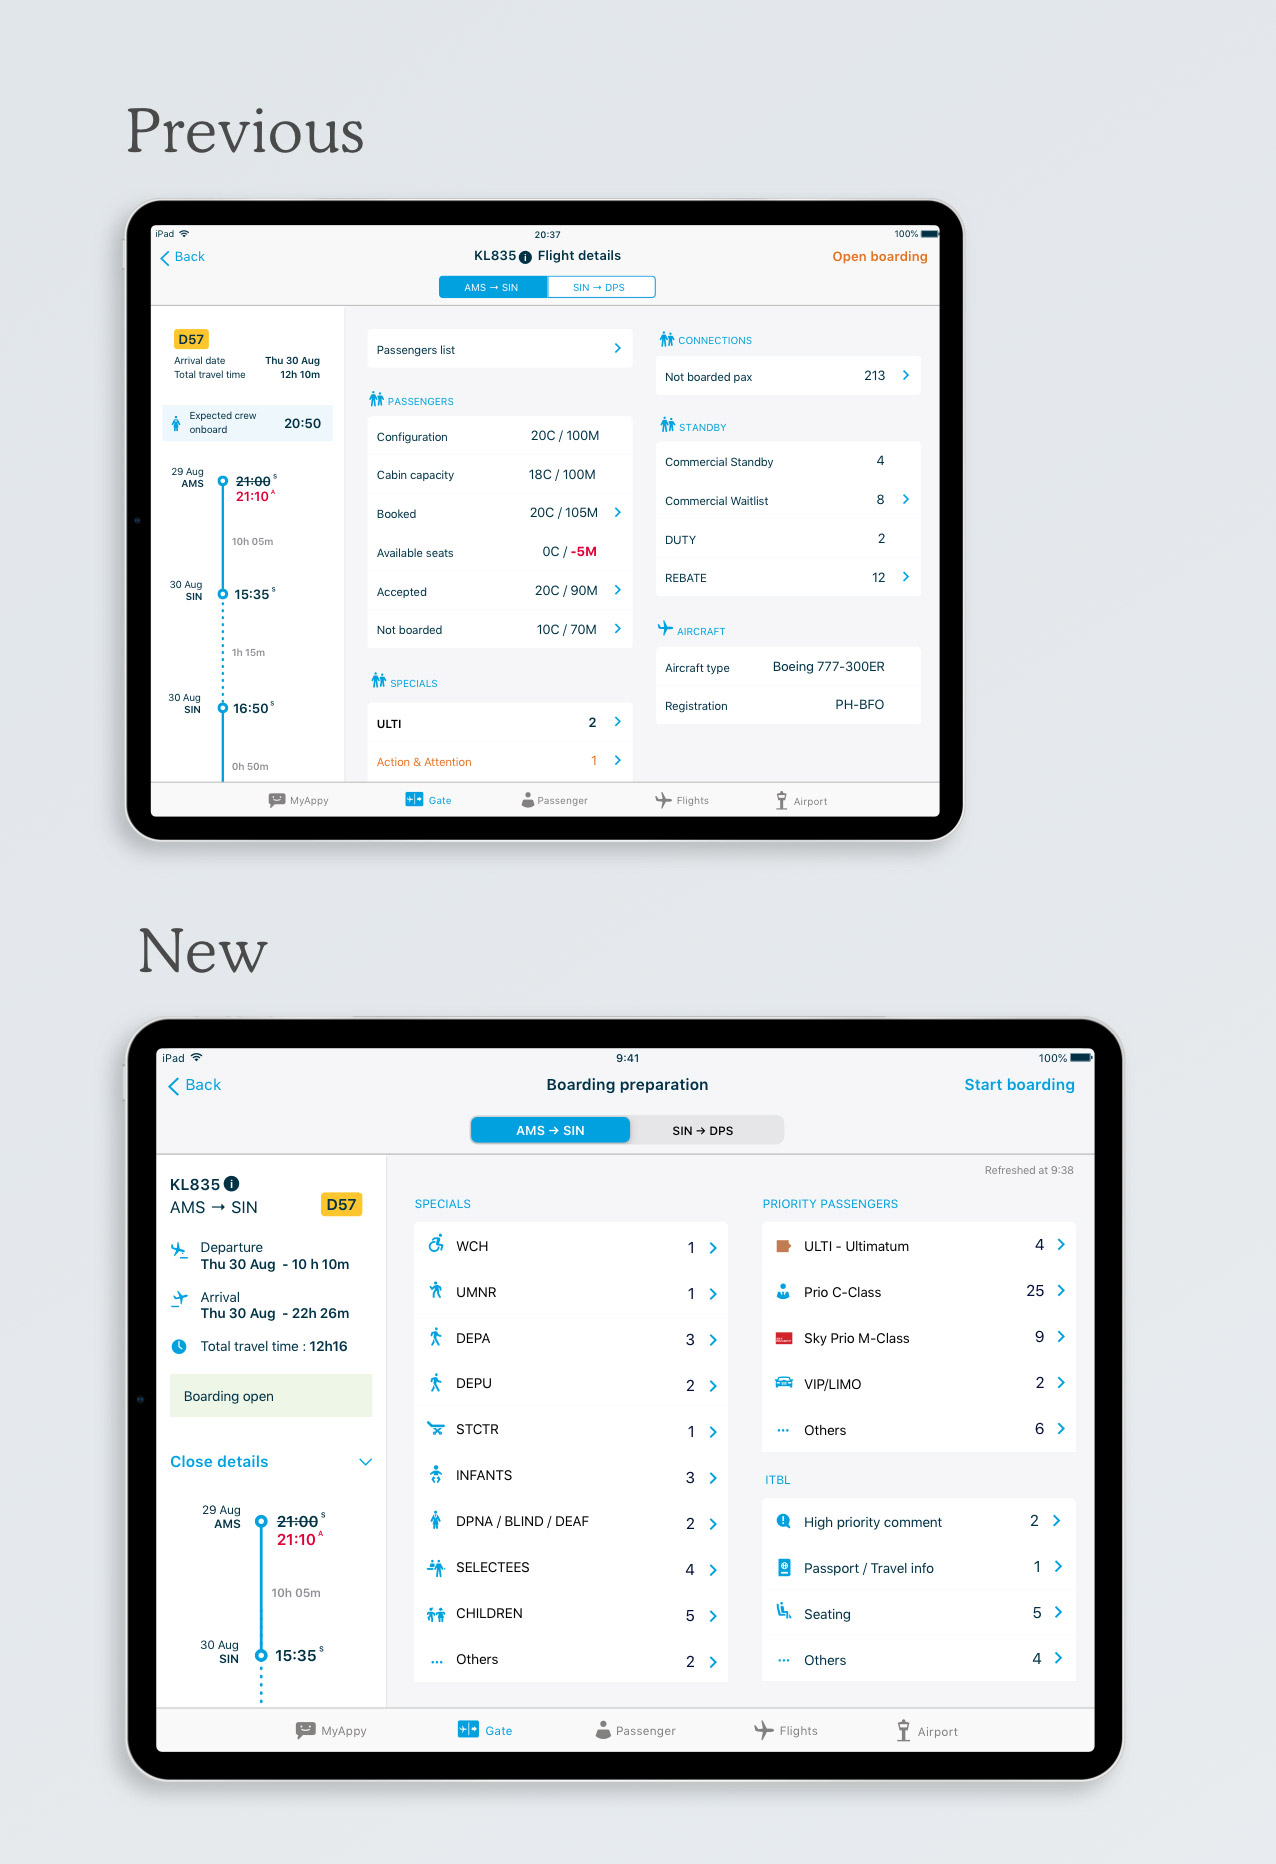 Previous
iPad 20:37 100%
Back KL835 i Flight details Open boarding
AMS → SIN SIN → DPS
D57
Arrival date Thu 30 Aug
Total travel time 12h 10m
Expected crew onboard 20:50
29 Aug
AMS
21:00 S
21:10 A
10h 05m
30 Aug
SIN
15:35 S
1h 15m
30 Aug
SIN
16:50 S
0h 50m
Passengers list
PASSENGERS
Configuration 20C / 100M
Cabin capacity 18C / 100M
Booked 20C / 105M
Available seats 0C / -5M
Accepted 20C / 90M
Not boarded 10C / 70M
SPECIALS
ULTI 2
Action & Attention 1
CONNECTIONS
Not boarded pax 213
STANDBY
Commercial Standby 4
Commercial Waitlist 8
DUTY 2
REBATE 12
AIRCRAFT
Aircraft type Boeing 777-300ER
Registration PH-BFO
MyAppy Gate Passenger Flights Airport
New
iPad 9:41 100%
Back Boarding preparation Start boarding
AMS → SIN SIN → DPS
KL835 i
AMS → SIN D57
Departure
Thu 30 Aug - 10 h 10m
Arrival
Thu 30 Aug - 22h 26m
Total travel time : 12h16
Boarding open
Close details
29 Aug
AMS
21:00 S
21:10 A
10h 05m
30 Aug
SIN
15:35 S
Refreshed at 9:38
SPECIALS
WCH 1
UMNR 1
DEPA 3
DEPU 2
STCTR 1
INFANTS 3
DPNA / BLIND / DEAF 2
SELECTEES 4
CHILDREN 5
... Others 2
PRIORITY PASSENGERS
ULTI - Ultimatum 4
Prio C-Class 25
Sky Prio M-Class 9
VIP/LIMO 2
... Others 6
ITBL
High priority comment 2
Passport / Travel info 1
Seating 5
... Others 4
MyAppy Gate Passenger Flights Airport